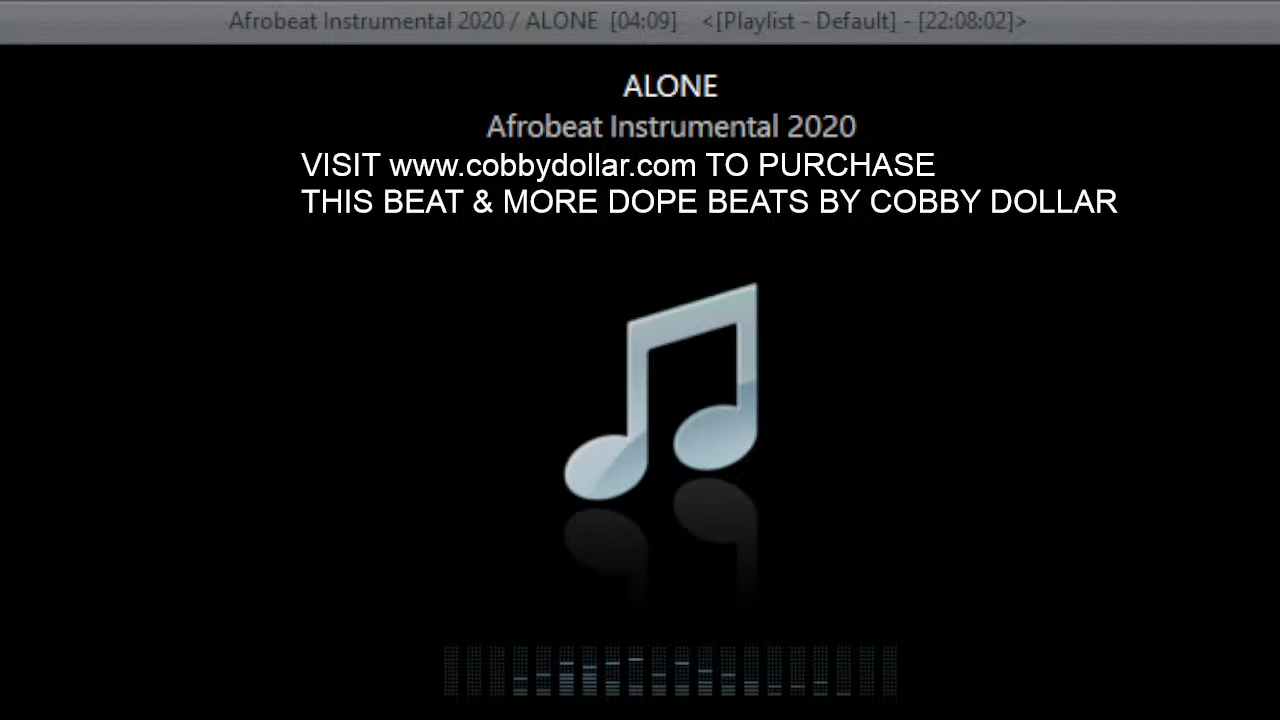 Afrobeat Instrumental 2020 / ALONE [04:09] <[Playlist - Default] - [22:08:02]>
ALONE
Afrobeat Instrumental 2020
VISIT www.cobbydollar.com TO PURCHASE
THIS BEAT & MORE DOPE BEATS BY COBBY DOLLAR